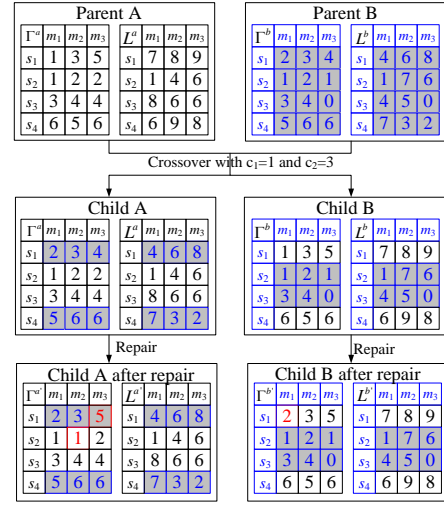 Parent A
Parent B
Γᵃ m₁ m₂ m₃ Lᵃ m₁ m₂ m₃ Γᵇ m₁ m₂ m₃ Lᵇ m₁ m₂ m₃
s₁ 1 3 5 s₁ 7 8 9 s₁ 2 3 4 s₁ 4 6 8
s₂ 1 2 2 s₂ 1 4 6 s₂ 1 2 1 s₂ 1 7 6
s₃ 3 4 4 s₃ 8 6 6 s₃ 3 4 0 s₃ 4 5 0
s₄ 6 5 6 s₄ 6 9 8 s₄ 5 6 6 s₄ 7 3 2
Crossover with c₁=1 and c₂=3
Child A
Child B
Γᵃ m₁ m₂ m₃ Lᵃ m₁ m₂ m₃ Γᵇ m₁ m₂ m₃ Lᵇ m₁ m₂ m₃
s₁ 2 3 4 s₁ 4 6 8 s₁ 1 3 5 s₁ 7 8 9
s₂ 1 2 2 s₂ 1 4 6 s₂ 1 2 1 s₂ 1 7 6
s₃ 3 4 4 s₃ 8 6 6 s₃ 3 4 0 s₃ 4 5 0
s₄ 5 6 6 s₄ 7 3 2 s₄ 6 5 6 s₄ 6 9 8
Repair
Repair
Child A after repair
Child B after repair
Γᵃ' m₁ m₂ m₃ Lᵃ' m₁ m₂ m₃ Γᵇ' m₁ m₂ m₃ Lᵇ' m₁ m₂ m₃
s₁ 2 3 5 s₁ 4 6 8 s₁ 2 3 5 s₁ 7 8 9
s₂ 1 1 2 s₂ 1 4 6 s₂ 1 2 1 s₂ 1 7 6
s₃ 3 4 4 s₃ 8 6 6 s₃ 3 4 0 s₃ 4 5 0
s₄ 5 6 6 s₄ 7 3 2 s₄ 6 5 6 s₄ 6 9 8